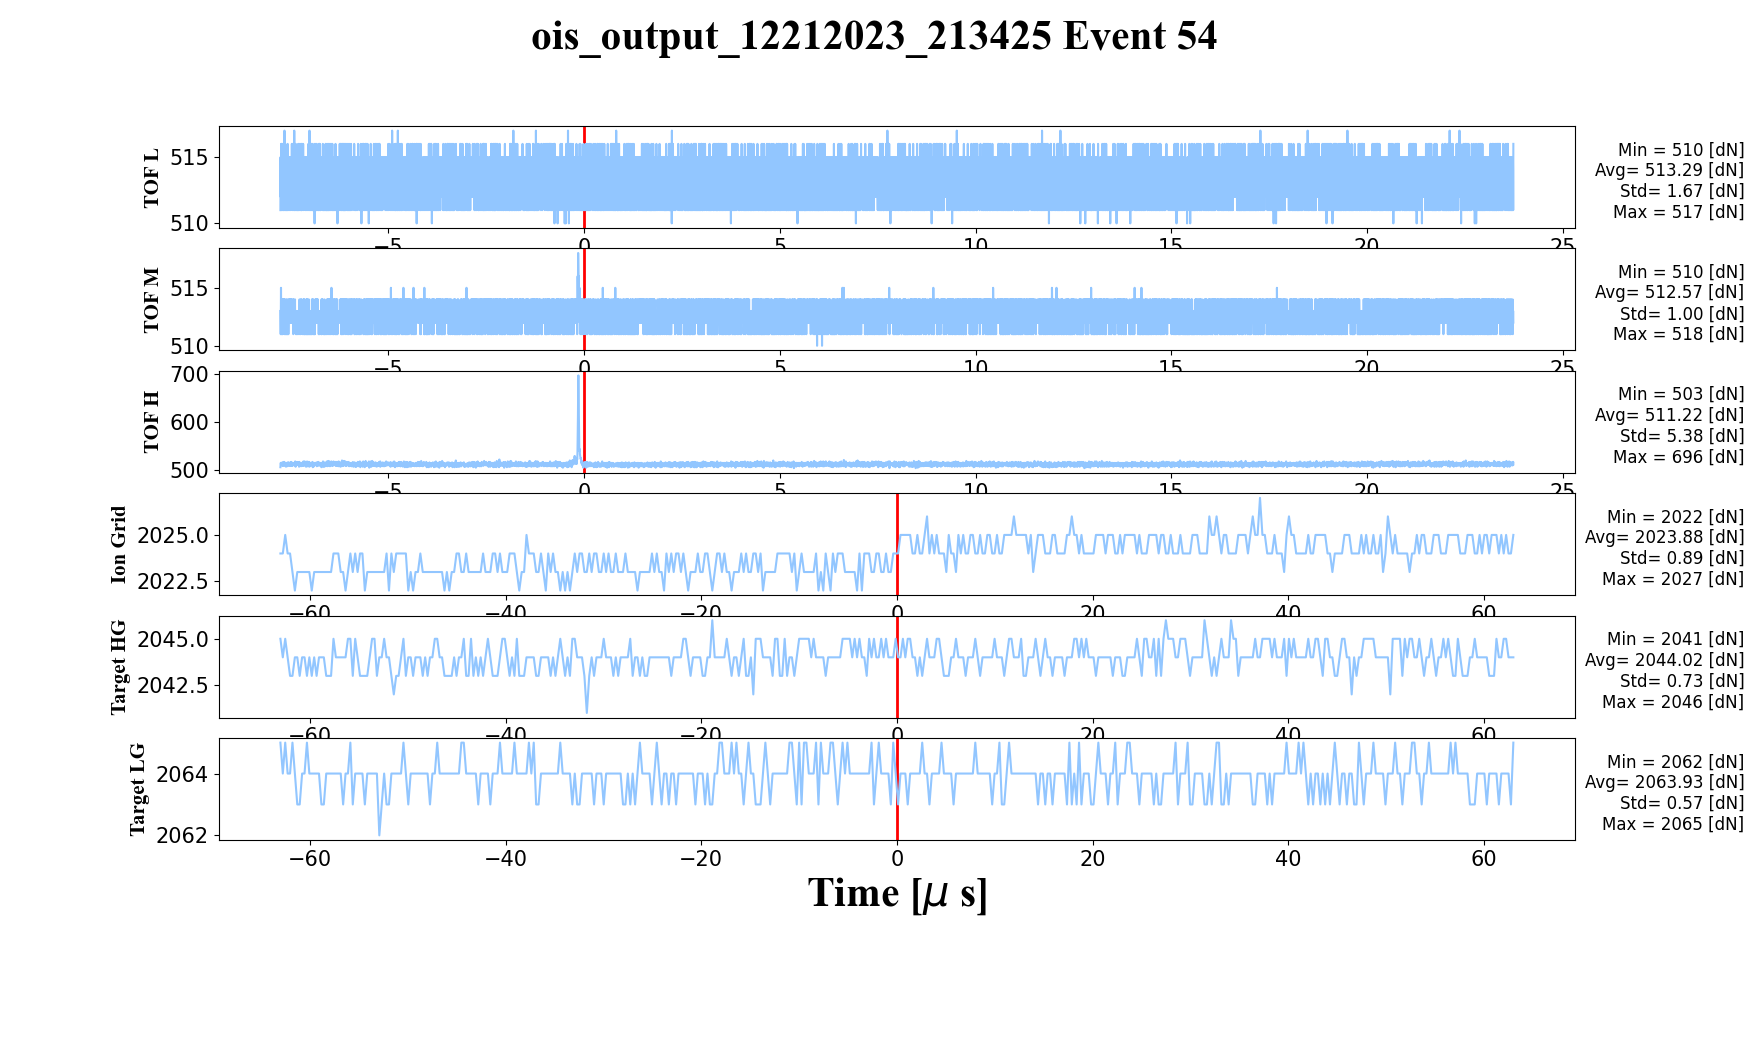 ois_output_12212023_213425 Event 54
TOF L
515
510
−5 0 5 10 15 20 25
Min = 510 [dN]
Avg= 513.29 [dN]
Std= 1.67 [dN]
Max = 517 [dN]
TOF M
515
510
−5 0 5 10 15 20 25
Min = 510 [dN]
Avg= 512.57 [dN]
Std= 1.00 [dN]
Max = 518 [dN]
TOF H
700
600
500
−5 0 5 10 15 20 25
Min = 503 [dN]
Avg= 511.22 [dN]
Std= 5.38 [dN]
Max = 696 [dN]
Ion Grid
2025.0
2022.5
−60 −40 −20 0 20 40 60
Min = 2022 [dN]
Avg= 2023.88 [dN]
Std= 0.89 [dN]
Max = 2027 [dN]
Target HG
2045.0
2042.5
−60 −40 −20 0 20 40 60
Min = 2041 [dN]
Avg= 2044.02 [dN]
Std= 0.73 [dN]
Max = 2046 [dN]
Target LG
2064
2062
−60 −40 −20 0 20 40 60
Min = 2062 [dN]
Avg= 2063.93 [dN]
Std= 0.57 [dN]
Max = 2065 [dN]
Time [μ s]